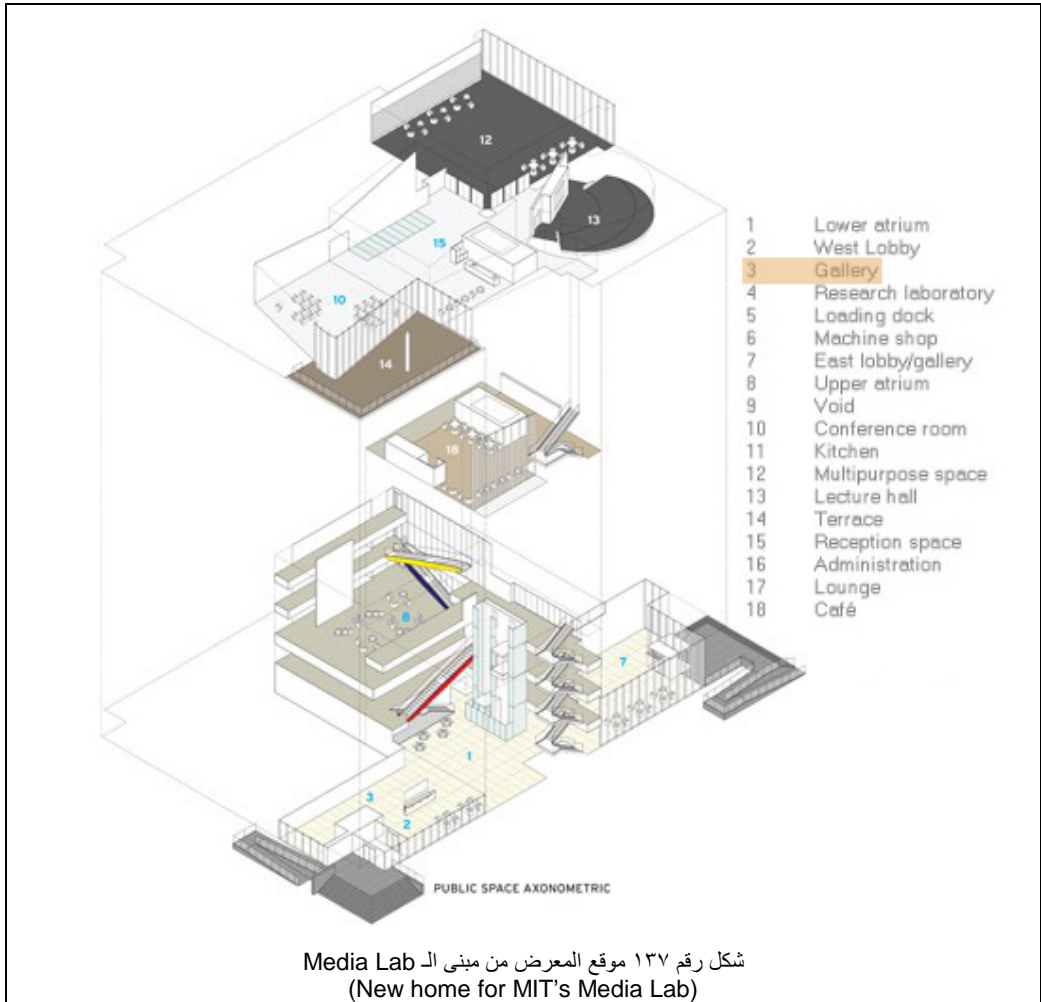 12
13
15
10
14
18
8
7
1
3
2
PUBLIC SPACE AXONOMETRIC
1 Lower atrium
2 West Lobby
3 Gallery
4 Research laboratory
5 Loading dock
6 Machine shop
7 East lobby/gallery
8 Upper atrium
9 Void
10 Conference room
11 Kitchen
12 Multipurpose space
13 Lecture hall
14 Terrace
15 Reception space
16 Administration
17 Lounge
18 Café
شكل رقم ١٣٧ موقع المعرض من مبنى الـ Media Lab
(New home for MIT's Media Lab)